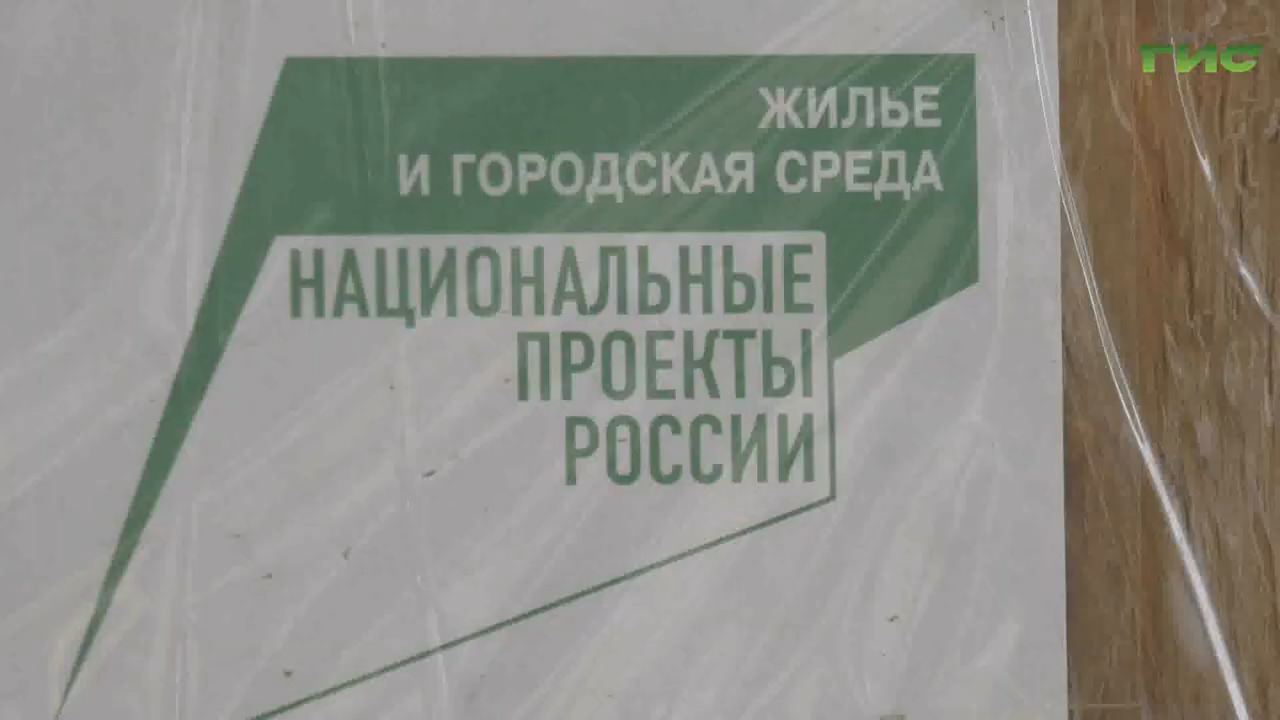 ГИС
ЖИЛЬЕ
И ГОРОДСКАЯ СРЕДА
НАЦИОНАЛЬНЫЕ
ПРОЕКТЫ
РОССИИ